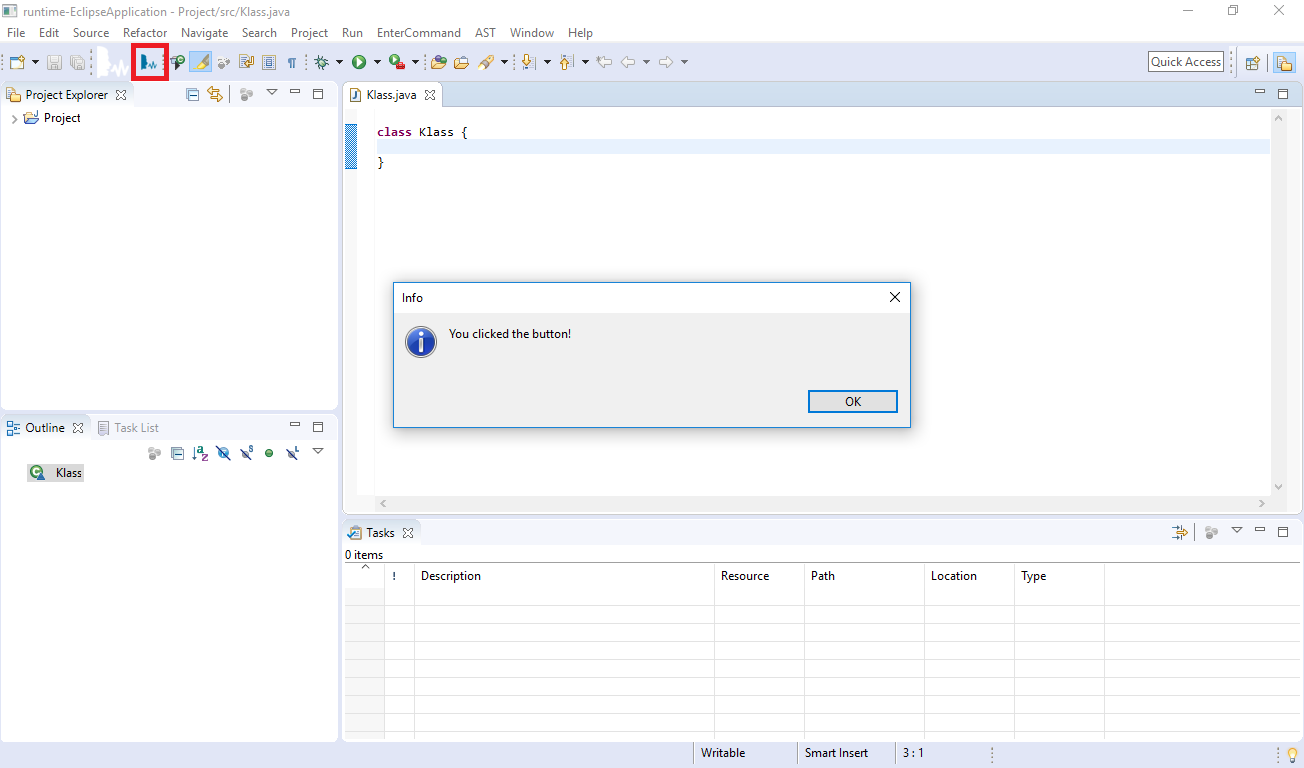 runtime-EclipseApplication - Project/src/Klass.java
File Edit Source Refactor Navigate Search Project Run EnterCommand AST Window Help
Quick Access
Project Explorer
Project
Klass.java
class Klass {
}
Info
You clicked the button!
OK
Outline Task List
Klass
Tasks
0 items
! Description Resource Path Location Type
Writable Smart Insert 3 : 1